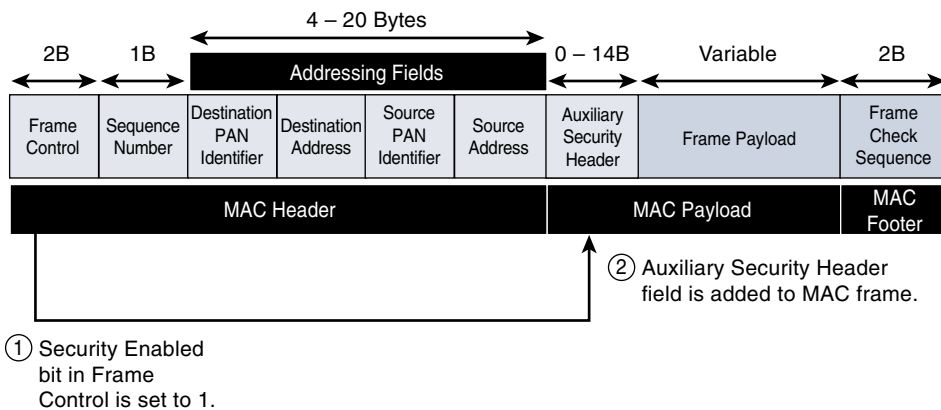 4 – 20 Bytes
2B
1B
0 – 14B
Variable
2B
Addressing Fields
Frame
Control
Sequence
Number
Destination
PAN
Identifier
Destination
Address
Source
PAN
Identifier
Source
Address
Auxiliary
Security
Header
Frame Payload
Frame
Check
Sequence
MAC Header
MAC Payload
MAC
Footer
2 Auxiliary Security Header
field is added to MAC frame.
1 Security Enabled
bit in Frame
Control is set to 1.